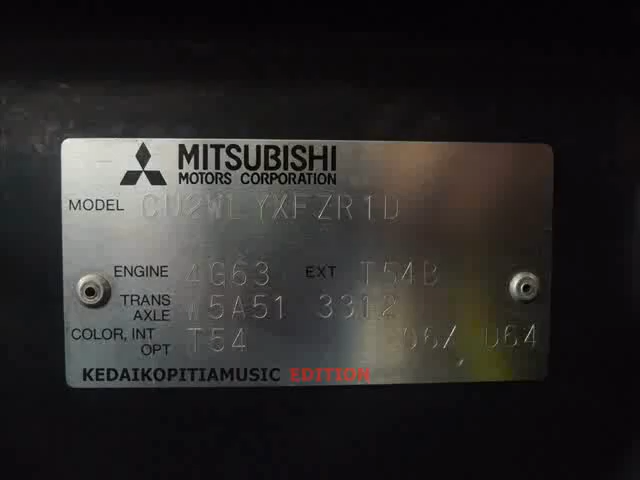 MITSUBISHI
MOTORS CORPORATION
MODEL CU2WLYXFZR1D
ENGINE 4G63 EXT T54B
TRANS AXLE W5A51 3312
COLOR, INT OPT T54 06/ U64
KEDAIKOPITIAMUSIC EDITION